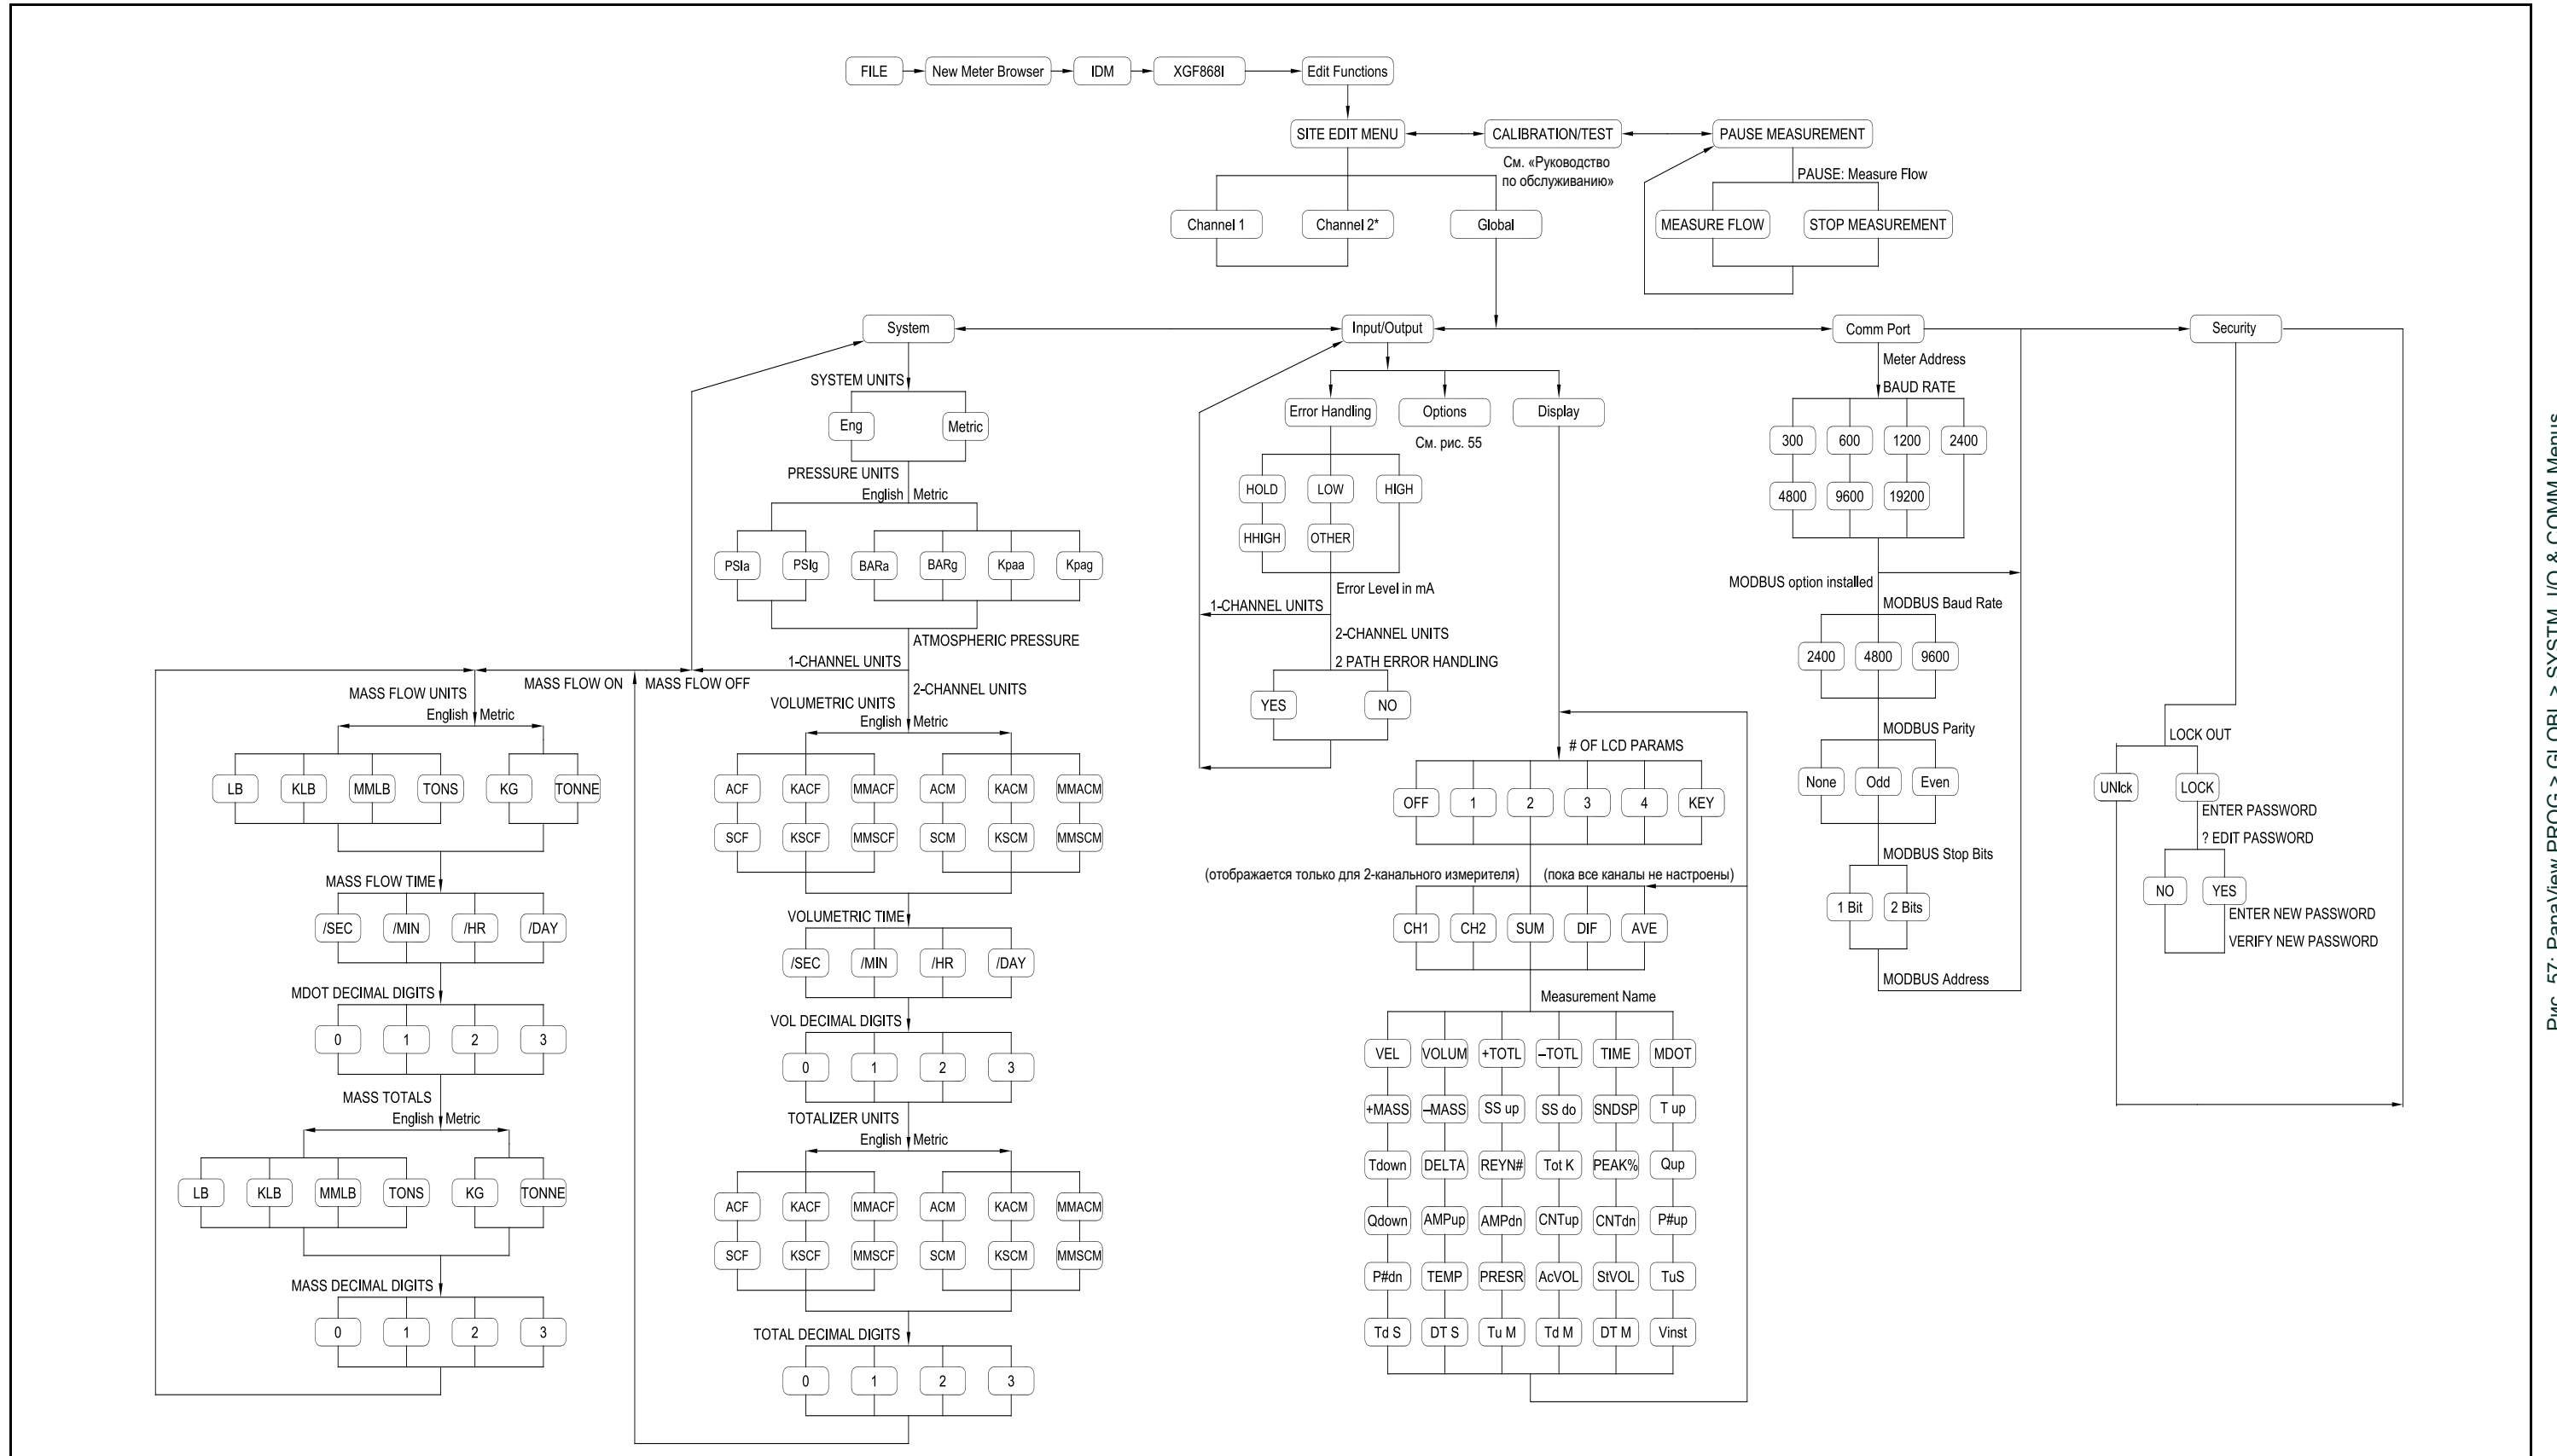 FILE
New Meter Browser
IDM
XGF868I
Edit Functions
SITE EDIT MENU
CALIBRATION/TEST
PAUSE MEASUREMENT
См. «Руководство
по обслуживанию»
PAUSE: Measure Flow
Channel 1
Channel 2*
Global
MEASURE FLOW
STOP MEASUREMENT
System
Input/Output
Comm Port
Security
SYSTEM UNITS
Eng
Metric
PRESSURE UNITS
English
Metric
PSIa
PSIg
BARa
BARg
Kpaa
Kpag
ATMOSPHERIC PRESSURE
1-CHANNEL UNITS
MASS FLOW ON
MASS FLOW OFF
2-CHANNEL UNITS
MASS FLOW UNITS
English
Metric
LB
KLB
MMLB
TONS
KG
TONNE
MASS FLOW TIME
/SEC
/MIN
/HR
/DAY
MDOT DECIMAL DIGITS
0
1
2
3
MASS TOTALS
English
Metric
LB
KLB
MMLB
TONS
KG
TONNE
MASS DECIMAL DIGITS
0
1
2
3
VOLUMETRIC UNITS
English
Metric
ACF
KACF
MMACF
ACM
KACM
MMACM
SCF
KSCF
MMSCF
SCM
KSCM
MMSCM
VOLUMETRIC TIME
/SEC
/MIN
/HR
/DAY
VOL DECIMAL DIGITS
0
1
2
3
TOTALIZER UNITS
English
Metric
ACF
KACF
MMACF
ACM
KACM
MMACM
SCF
KSCF
MMSCF
SCM
KSCM
MMSCM
TOTAL DECIMAL DIGITS
0
1
2
3
Error Handling
Options
Display
См. рис. 55
HOLD
LOW
HIGH
HHIGH
OTHER
Error Level in mA
1-CHANNEL UNITS
2-CHANNEL UNITS
2 PATH ERROR HANDLING
YES
NO
# OF LCD PARAMS
OFF
1
2
3
4
KEY
(отображается только для 2-канального измерителя)
(пока все каналы не настроены)
CH1
CH2
SUM
DIF
AVE
Measurement Name
VEL
VOLUM
+TOTL
–TOTL
TIME
MDOT
+MASS
–MASS
SS up
SS do
SNDSP
T up
Tdown
DELTA
REYN#
Tot K
PEAK%
Qup
Qdown
AMPup
AMPdn
CNTup
CNTdn
P#up
P#dn
TEMP
PRESR
AcVOL
StVOL
TuS
Td S
DT S
Tu M
Td M
DT M
Vinst
Meter Address
BAUD RATE
300
600
1200
2400
4800
9600
19200
MODBUS option installed
MODBUS Baud Rate
2400
4800
9600
MODBUS Parity
None
Odd
Even
MODBUS Stop Bits
1 Bit
2 Bits
MODBUS Address
LOCK OUT
UNlck
LOCK
ENTER PASSWORD
? EDIT PASSWORD
NO
YES
ENTER NEW PASSWORD
VERIFY NEW PASSWORD
Рис. 57: PanaView PROG > GLOBL > SYSTM, I/O & COMM Menus